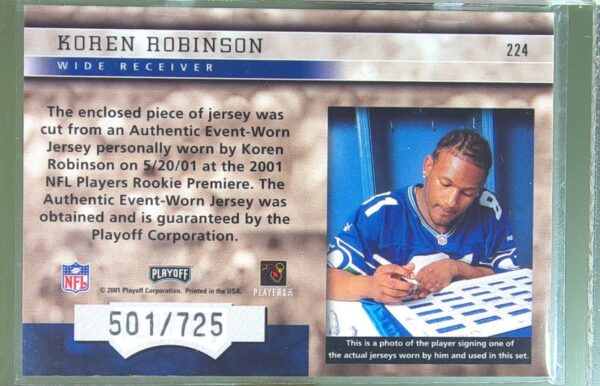 KOREN ROBINSON
224
WIDE RECEIVER
The enclosed piece of jersey was
cut from an Authentic Event-Worn
Jersey personally worn by Koren
Robinson on 5/20/01 at the 2001
NFL Players Rookie Premiere. The
Authentic Event-Worn Jersey was
obtained and is guaranteed by the
Playoff Corporation.
NFL
PLAYOFF
© 2001 Playoff Corporation. Printed in the USA.
PLAYERS INC
501/725
81
This is a photo of the player signing one of
the actual jerseys worn by him and used in this set.